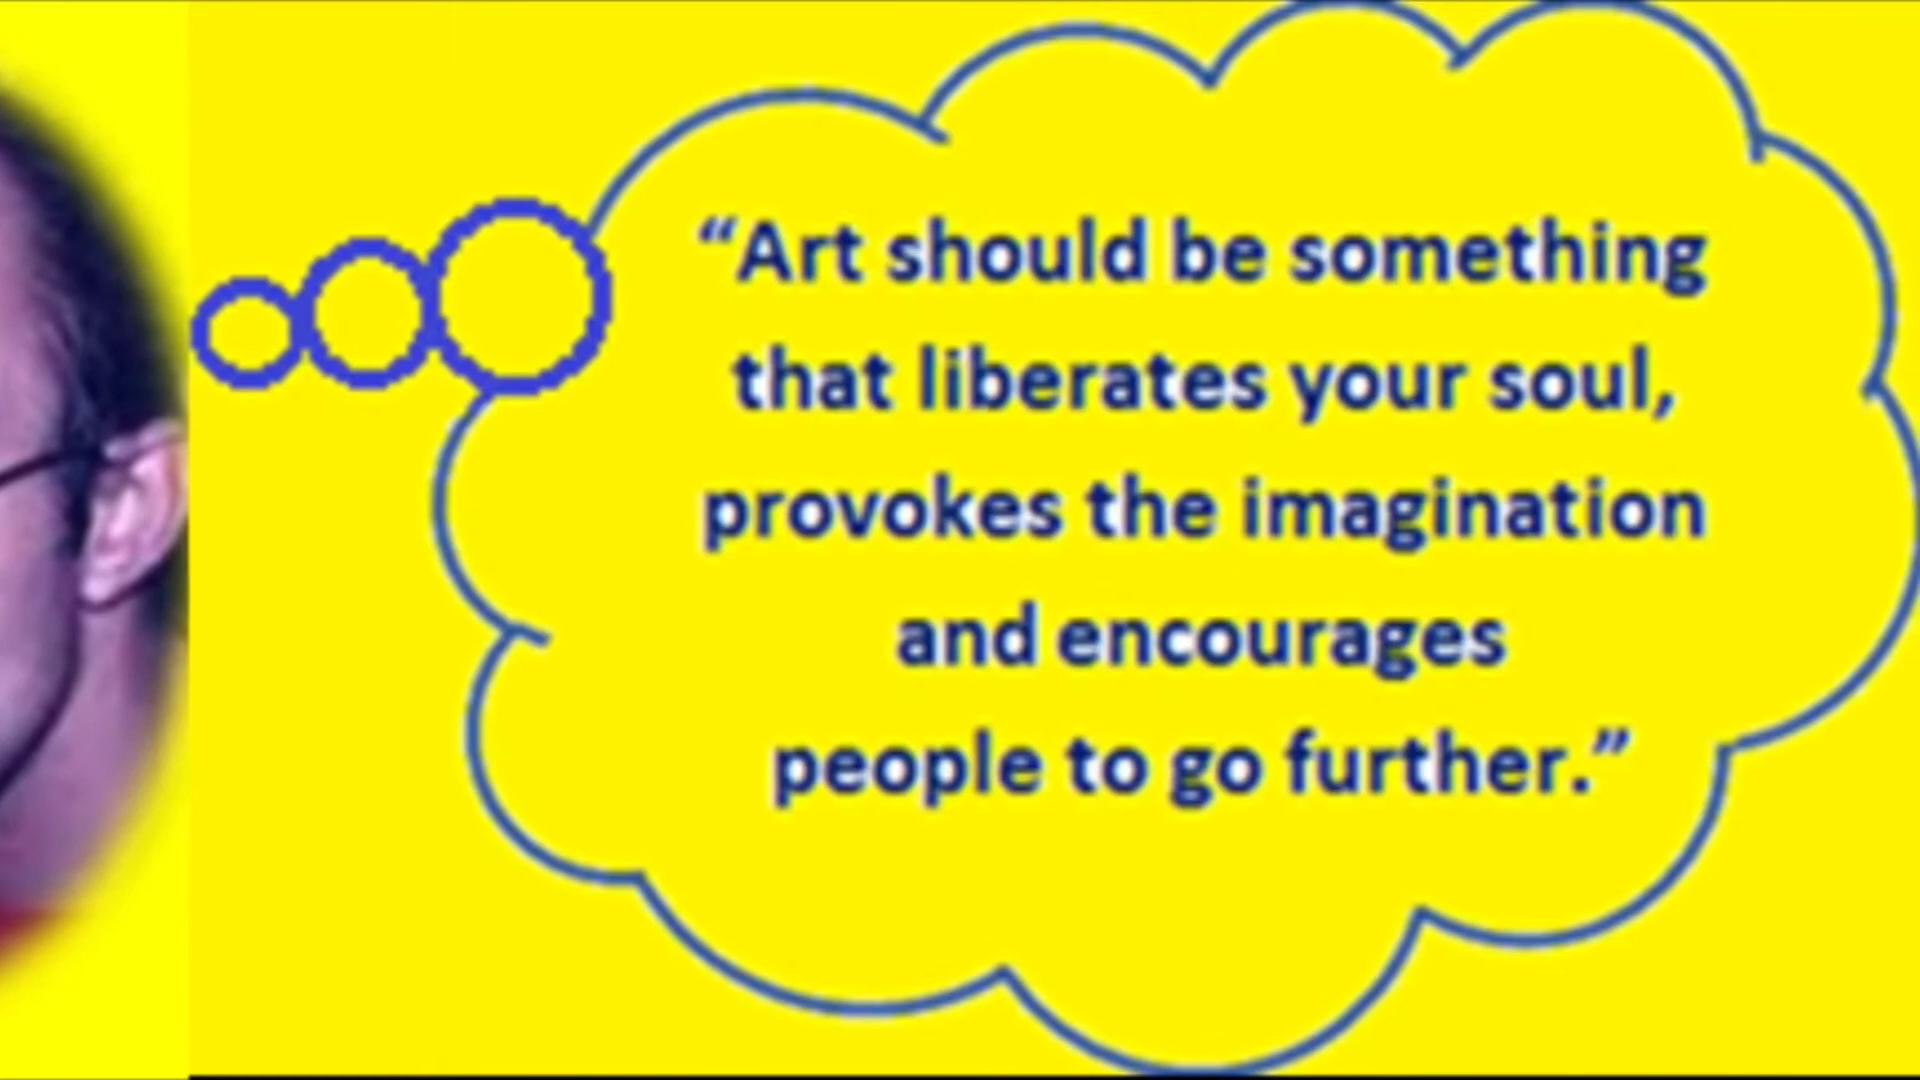 “Art should be something
that liberates your soul,
provokes the imagination
and encourages
people to go further.”